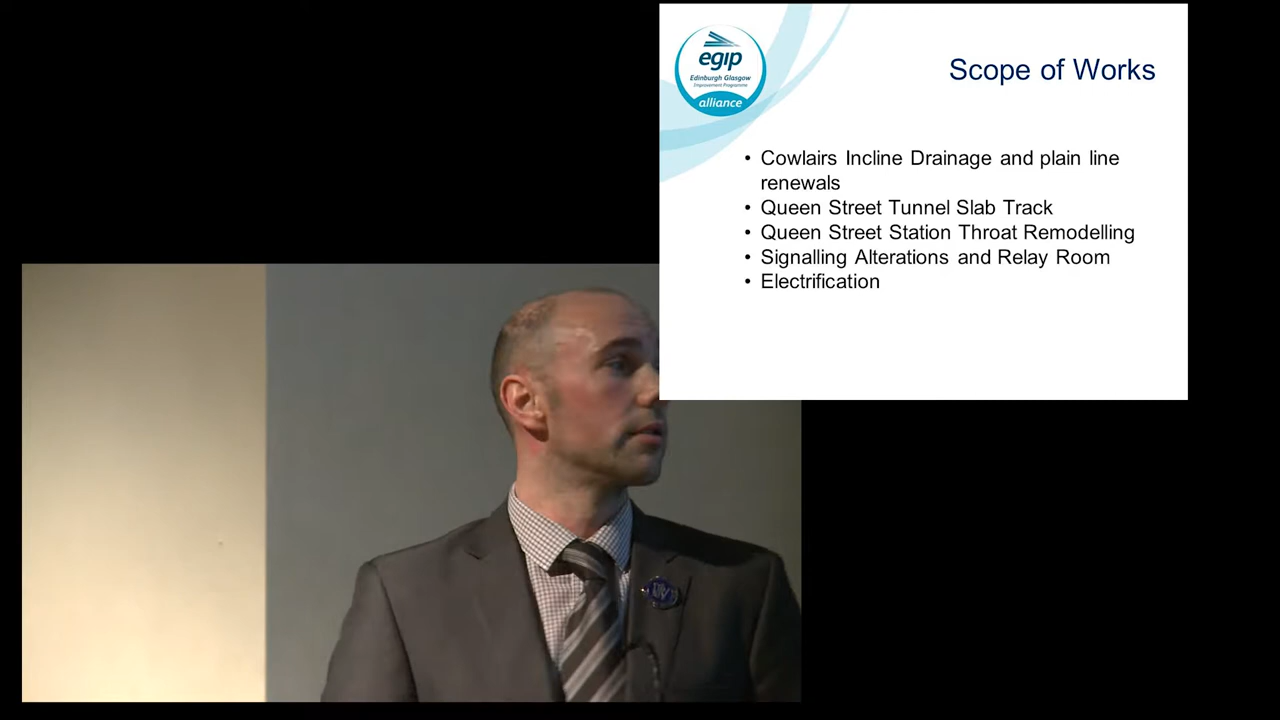 egip
Edinburgh Glasgow
Improvement Programme
alliance
Scope of Works
• Cowlairs Incline Drainage and plain line
renewals
• Queen Street Tunnel Slab Track
• Queen Street Station Throat Remodelling
• Signalling Alterations and Relay Room
• Electrification